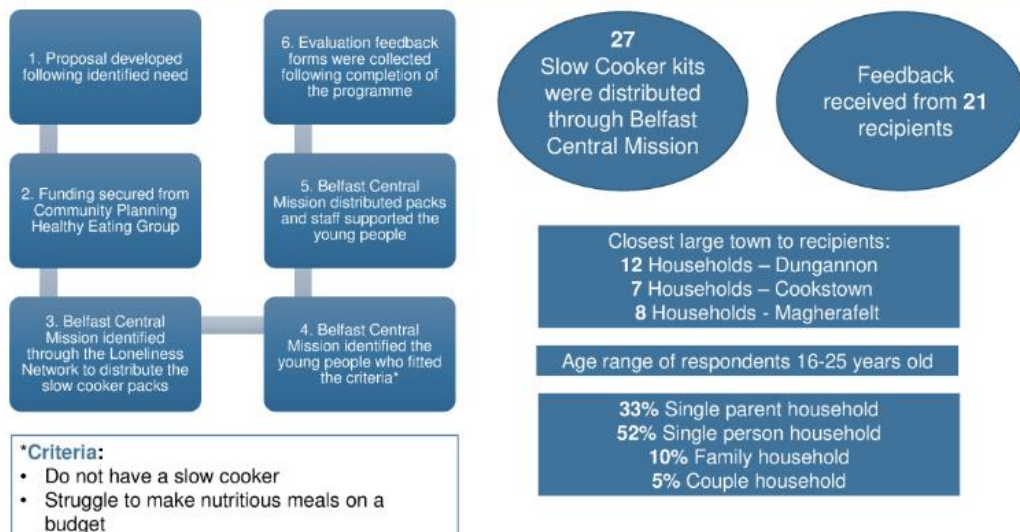 1. Proposal developed
following identified need
2. Funding secured from
Community Planning
Healthy Eating Group
3. Belfast Central
Mission identified
through the Loneliness
Network to distribute the
slow cooker packs
4. Belfast Central
Mission identified the
young people who fitted
the criteria*
5. Belfast Central
Mission distributed packs
and staff supported the
young people
6. Evaluation feedback
forms were collected
following completion of
the programme
*Criteria:
• Do not have a slow cooker
• Struggle to make nutritious meals on a
budget
27
Slow Cooker kits
were distributed
through Belfast
Central Mission
Feedback
received from 21
recipients
Closest large town to recipients:
12 Households – Dungannon
7 Households – Cookstown
8 Households - Magherafelt
Age range of respondents 16-25 years old
33% Single parent household
52% Single person household
10% Family household
5% Couple household